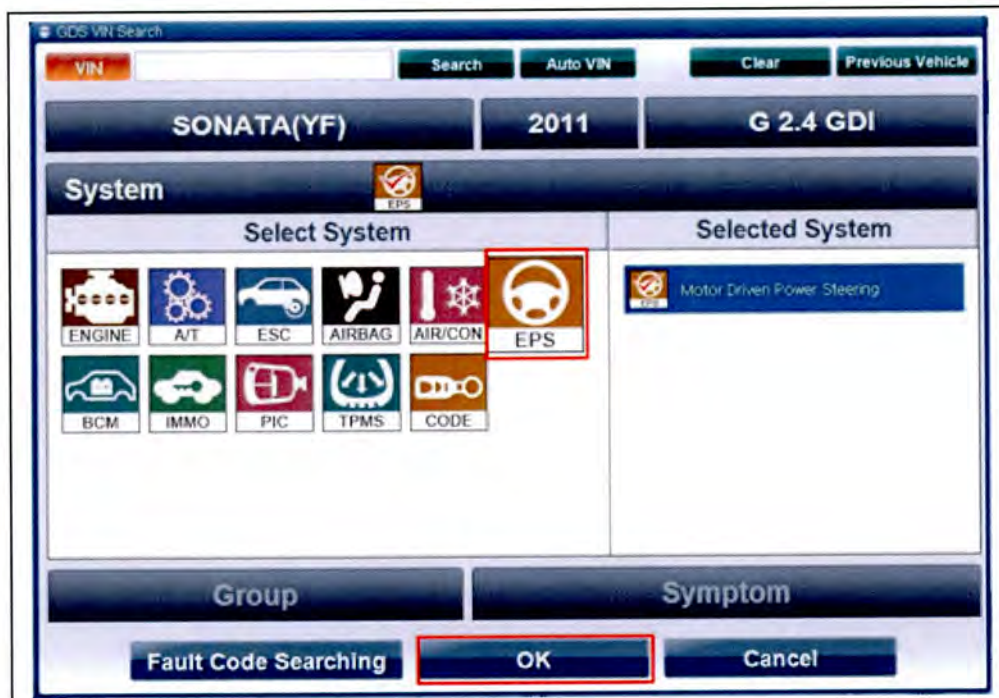 GDS VIN Search
VIN Search Auto VIN Clear Previous Vehicle
SONATA(YF) 2011 G 2.4 GDI
System EPS
Select System Selected System
ENGINE A/T ESC AIRBAG AIR/CON EPS
EPS Motor Driven Power Steering
BCM IMMO PIC TPMS CODE
Group Symptom
Fault Code Searching OK Cancel